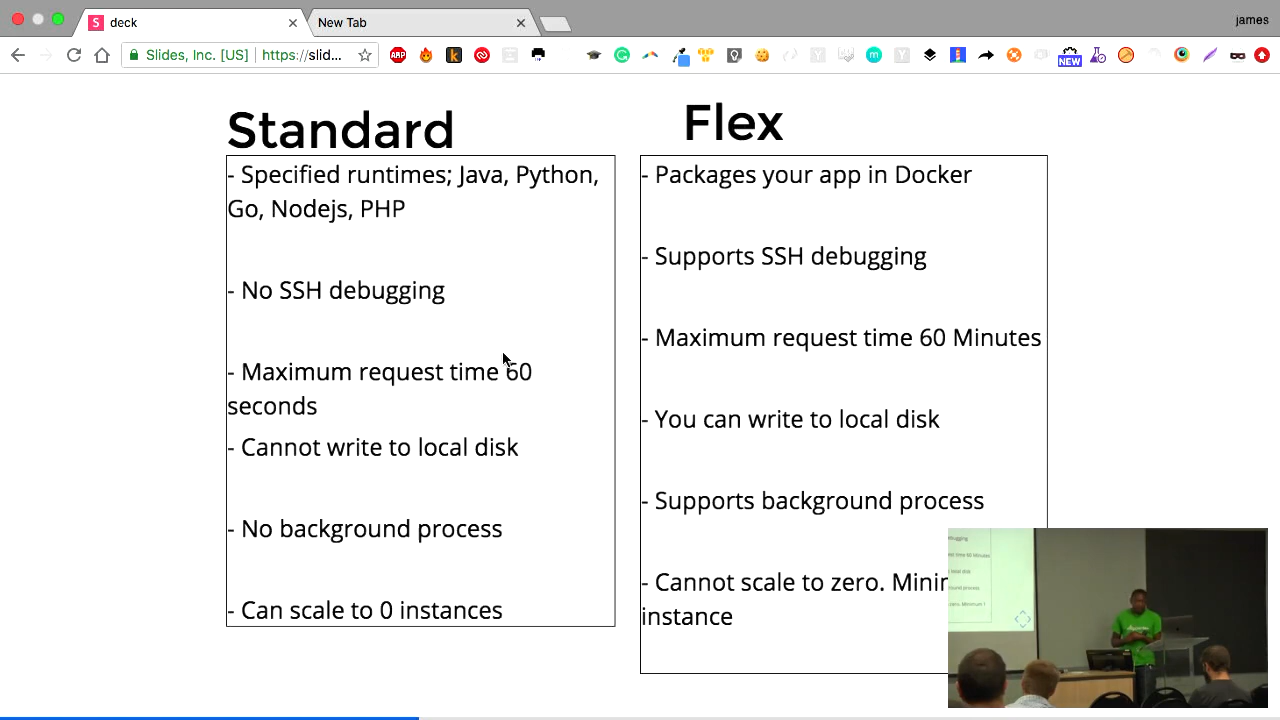 deck
New Tab
james
Slides, Inc. [US]
https://slid...
ABP
NEW
Standard
- Specified runtimes; Java, Python,
Go, Nodejs, PHP
- No SSH debugging
- Maximum request time 60
seconds
- Cannot write to local disk
- No background process
- Can scale to 0 instances
Flex
- Packages your app in Docker
- Supports SSH debugging
- Maximum request time 60 Minutes
- You can write to local disk
- Supports background process
- Cannot scale to zero.
instance